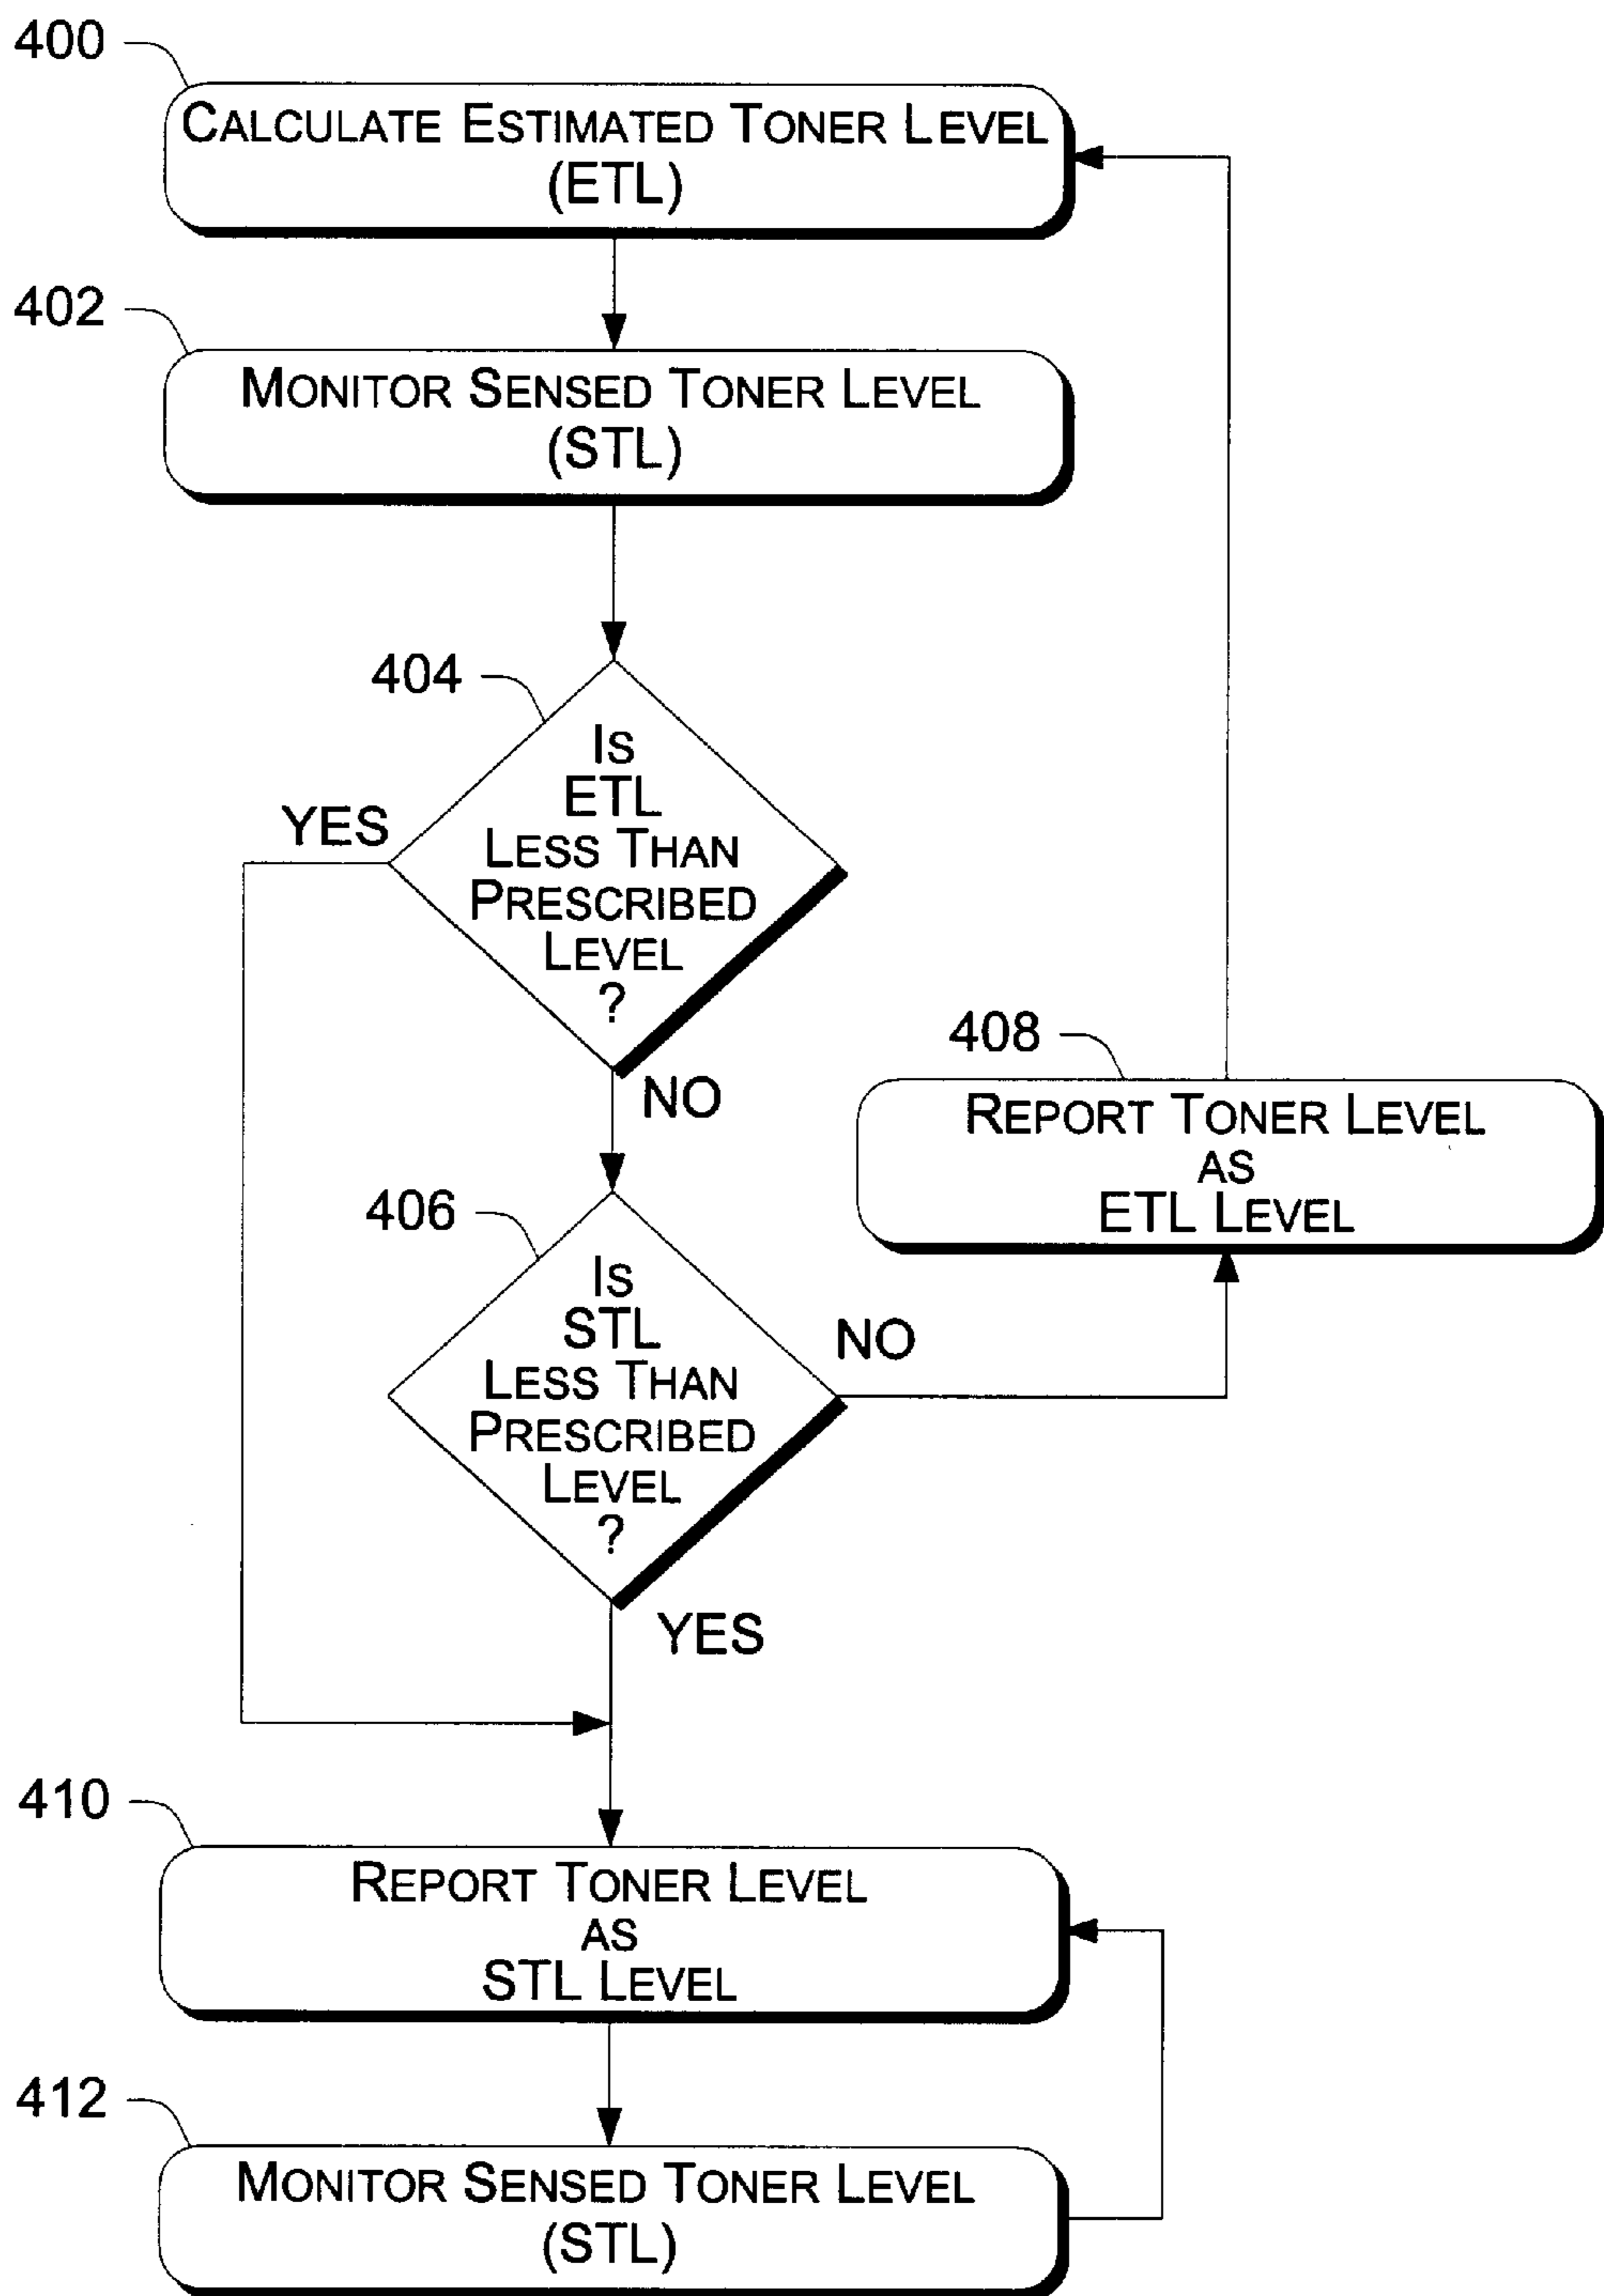 400
CALCULATE ESTIMATED TONER LEVEL
(ETL)
402
MONITOR SENSED TONER LEVEL
(STL)
404
IS
ETL
LESS THAN
PRESCRIBED
LEVEL
?
YES
NO
408
REPORT TONER LEVEL
AS
ETL LEVEL
406
IS
STL
LESS THAN
PRESCRIBED
LEVEL
?
NO
YES
410
REPORT TONER LEVEL
AS
STL LEVEL
412
MONITOR SENSED TONER LEVEL
(STL)